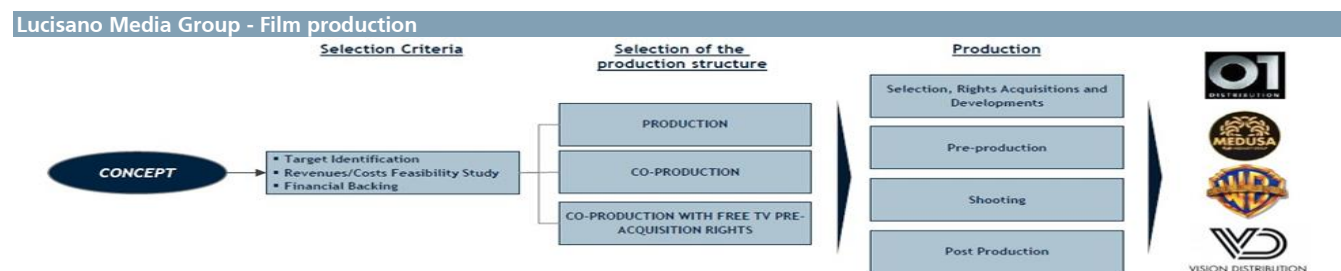 Lucisano Media Group - Film production
Selection Criteria
Selection of the
production structure
Production
CONCEPT
▪ Target Identification
▪ Revenues/Costs Feasibility Study
▪ Financial Backing
PRODUCTION
CO-PRODUCTION
CO-PRODUCTION WITH FREE TV PRE-
ACQUISITION RIGHTS
Selection, Rights Acquisitions and
Developments
Pre-production
Shooting
Post Production
01
DISTRIBUTION
MEDUSA
WB
VD
VISION DISTRIBUTION